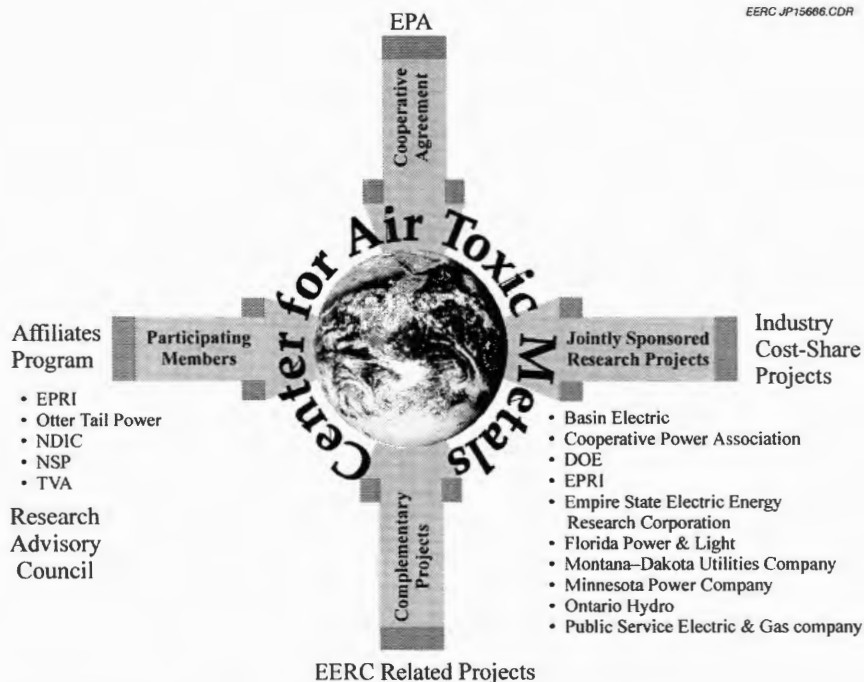 EERC JP15666.CDR
EPA
Cooperative
Agreement
Center for Air Toxic Metals
Affiliates
Program
Participating
Members
Jointly Sponsored
Research Projects
Industry
Cost-Share
Projects
• EPRI
• Otter Tail Power
• NDIC
• NSP
• TVA
Research
Advisory
Council
• Basin Electric
• Cooperative Power Association
• DOE
• EPRI
• Empire State Electric Energy
Research Corporation
• Florida Power & Light
• Montana–Dakota Utilities Company
• Minnesota Power Company
• Ontario Hydro
• Public Service Electric & Gas company
Complementary
Projects
EERC Related Projects